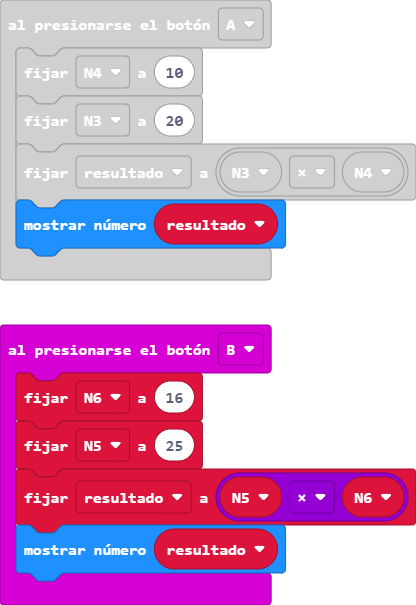 al presionarse el botón A
fijar N4 a 10
fijar N3 a 20
fijar resultado a N3 × N4
mostrar número resultado
al presionarse el botón B
fijar N6 a 16
fijar N5 a 25
fijar resultado a N5 × N6
mostrar número resultado